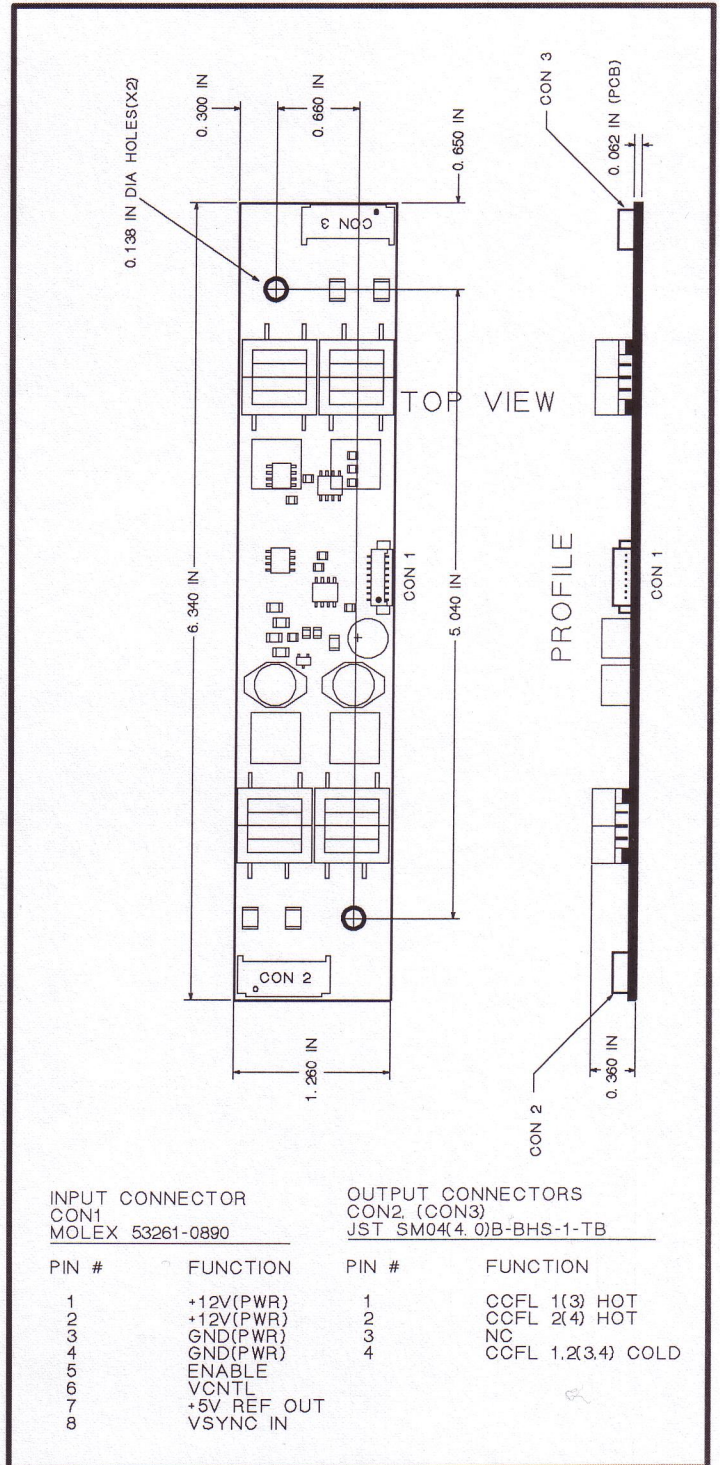 0.138 IN DIA HOLES(X2)
0.300 IN
0.660 IN
0.650 IN
CON 3
0.062 IN (PCB)
CON 3
TOP VIEW
6.340 IN
CON 1
5.040 IN
PROFILE
CON 1
CON 2
1.260 IN
CON 2
0.360 IN
INPUT CONNECTOR
CON1
MOLEX 53261-0890
PIN # FUNCTION
1 +12V(PWR)
2 +12V(PWR)
3 GND(PWR)
4 GND(PWR)
5 ENABLE
6 VCNTL
7 +5V REF OUT
8 VSYNC IN
OUTPUT CONNECTORS
CON2, (CON3)
JST SM04(4.0)B-BHS-1-TB
PIN # FUNCTION
1 CCFL 1(3) HOT
2 CCFL 2(4) HOT
3 NC
4 CCFL 1,2(3,4) COLD